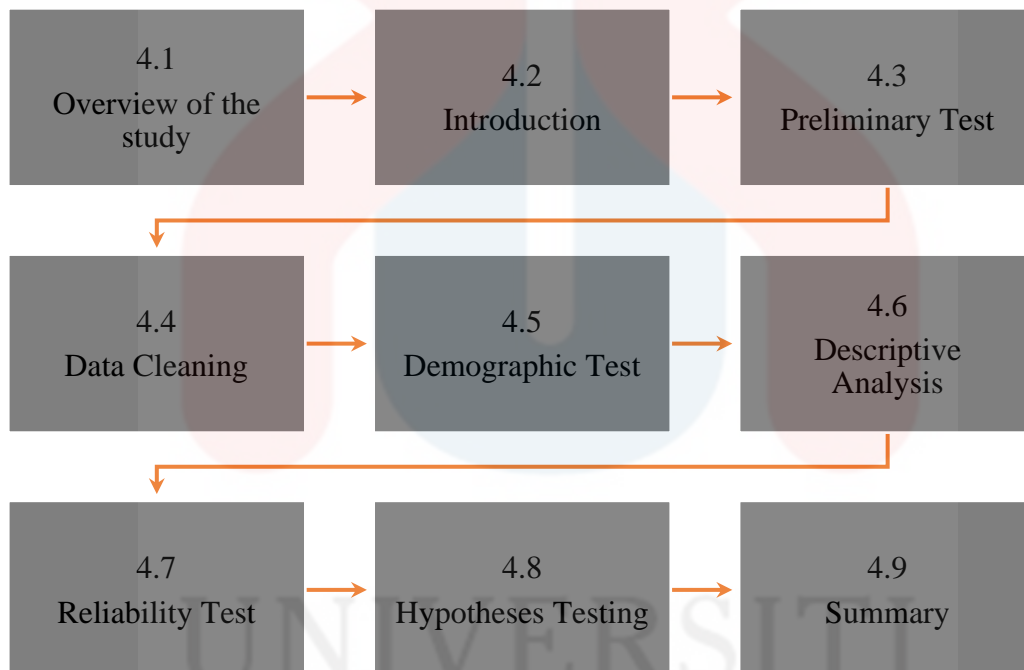 4.1
Overview of the
study
4.2
Introduction
4.3
Preliminary Test
4.4
Data Cleaning
4.5
Demographic Test
4.6
Descriptive
Analysis
4.7
Reliability Test
4.8
Hypotheses Testing
4.9
Summary
UNIVERSITI